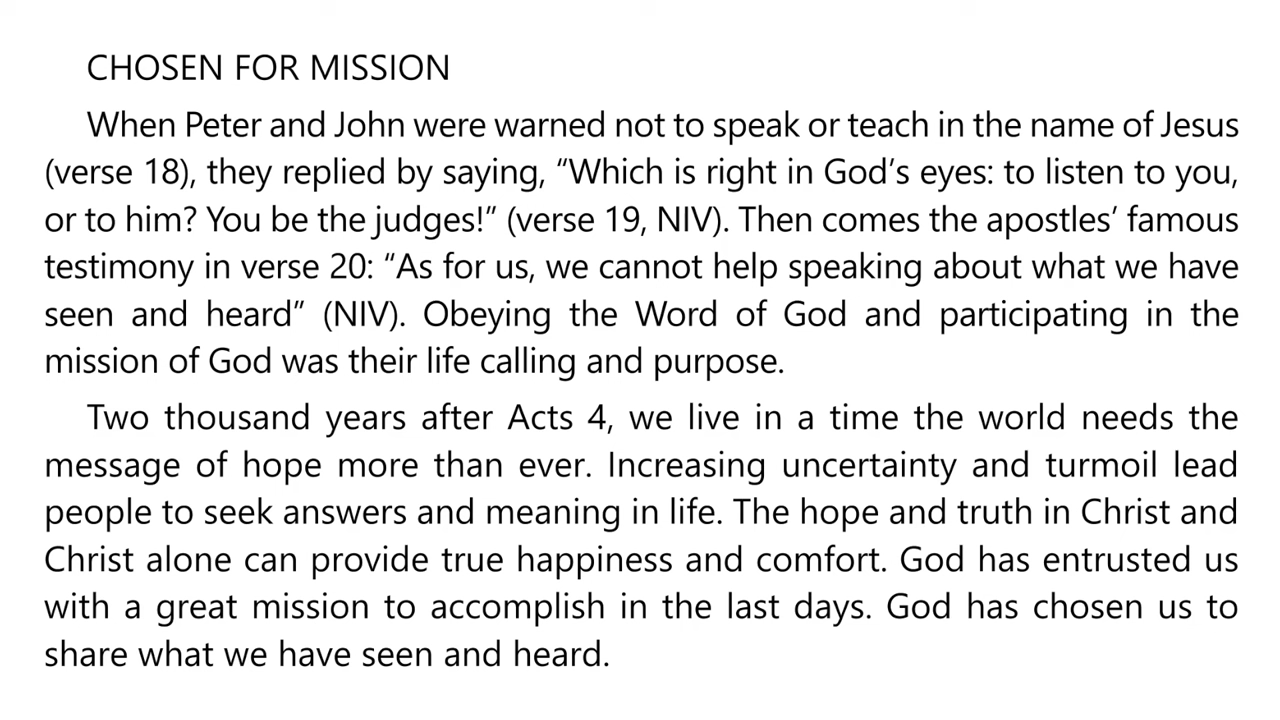 CHOSEN FOR MISSION
When Peter and John were warned not to speak or teach in the name of Jesus
(verse 18), they replied by saying, “Which is right in God’s eyes: to listen to you,
or to him? You be the judges!” (verse 19, NIV). Then comes the apostles’ famous
testimony in verse 20: “As for us, we cannot help speaking about what we have
seen and heard” (NIV). Obeying the Word of God and participating in the
mission of God was their life calling and purpose.
Two thousand years after Acts 4, we live in a time the world needs the
message of hope more than ever. Increasing uncertainty and turmoil lead
people to seek answers and meaning in life. The hope and truth in Christ and
Christ alone can provide true happiness and comfort. God has entrusted us
with a great mission to accomplish in the last days. God has chosen us to
share what we have seen and heard.